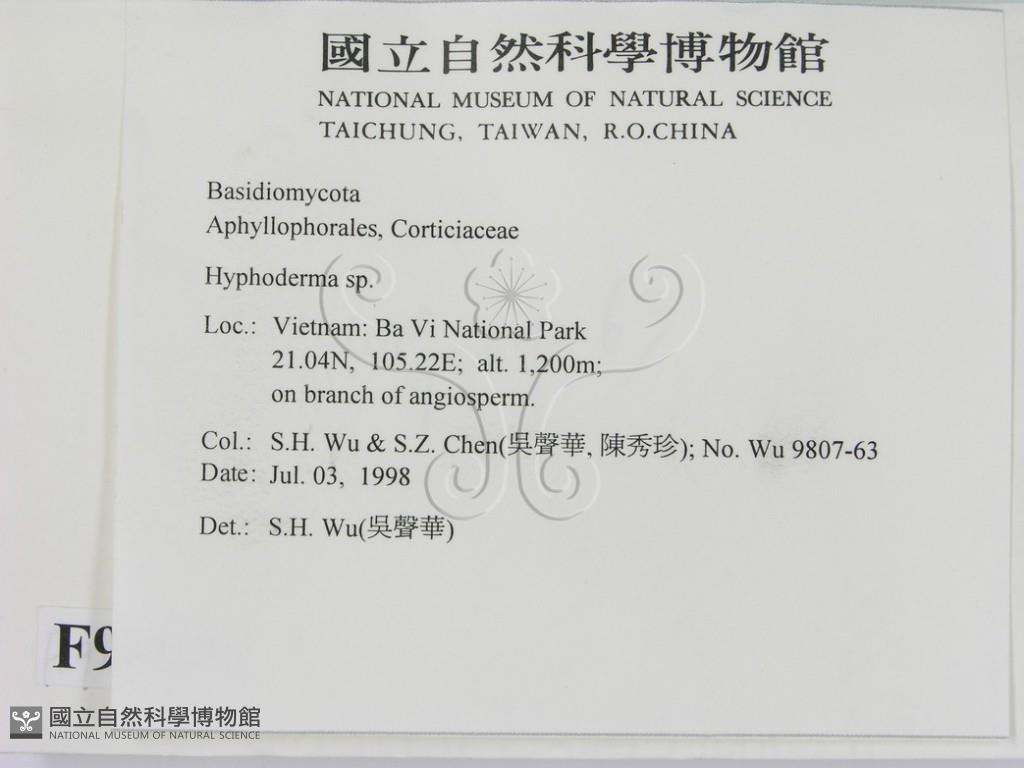 國立自然科學博物館
NATIONAL MUSEUM OF NATURAL SCIENCE
TAICHUNG, TAIWAN, R.O.CHINA
Basidiomycota
Aphyllophorales, Corticiaceae
Hyphoderma sp.
Loc.: Vietnam: Ba Vi National Park
21.04N, 105.22E; alt. 1,200m;
on branch of angiosperm.
Col.: S.H. Wu & S.Z. Chen(吳聲華, 陳秀珍); No. Wu 9807-63
Date: Jul. 03, 1998
Det.: S.H. Wu(吳聲華)
F9
國立自然科學博物館
NATIONAL MUSEUM OF NATURAL SCIENCE